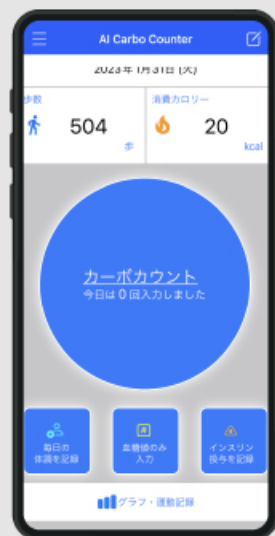 AI Carbo Counter
2023年 1月31日 (火)
歩数
消費カロリー
504
20
歩
kcal
カーボカウント
今日は0回入力しました
毎日の
体調を記録
血糖値のみ
入力
インスリン
投与を記録
グラフ・運動記録